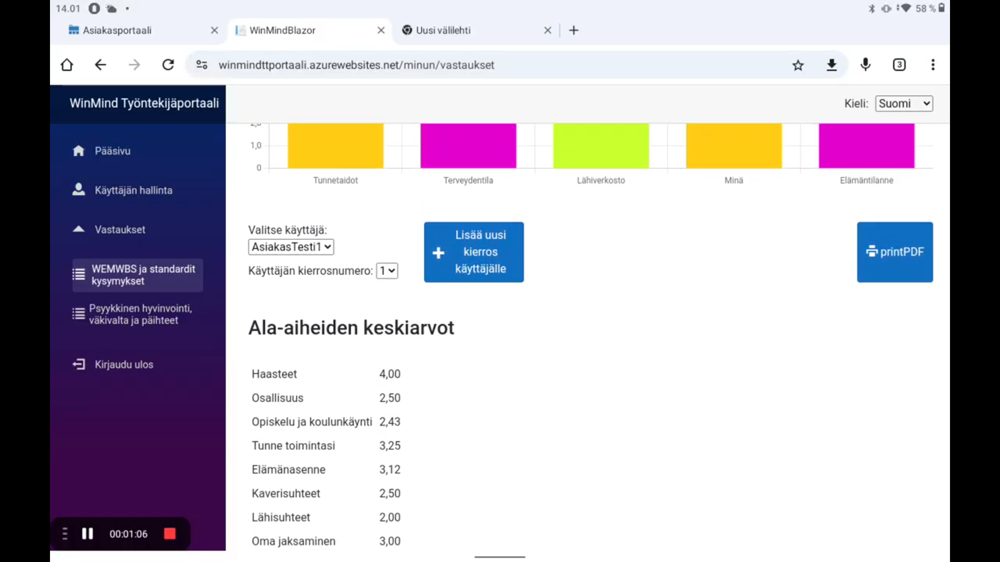 14.01
58 %
Asiakasportaali
WinMindBlazor
Uusi välilehti
winmindttportaali.azurewebsites.net/minun/vastaukset
3
WinMind Työntekijäportaali
Kieli: Suomi
Pääsivu
Käyttäjän hallinta
Vastaukset
WEMWBS ja standardit
kysymykset
Psyykkinen hyvinvointi,
väkivalta ja päihteet
Kirjaudu ulos
00:01:06
2,0
1,0
0
Tunnetaidot
Terveydentila
Lähiverkosto
Minä
Elämäntilanne
Valitse käyttäjä:
AsiakasTesti1
Käyttäjän kierrosnumero: 1
Lisää uusi
kierros
käyttäjälle
printPDF
Ala-aiheiden keskiarvot
Haasteet 4,00
Osallisuus 2,50
Opiskelu ja koulunkäynti 2,43
Tunne toimintasi 3,25
Elämänasenne 3,12
Kaverisuhteet 2,50
Lähisuhteet 2,00
Oma jaksaminen 3,00